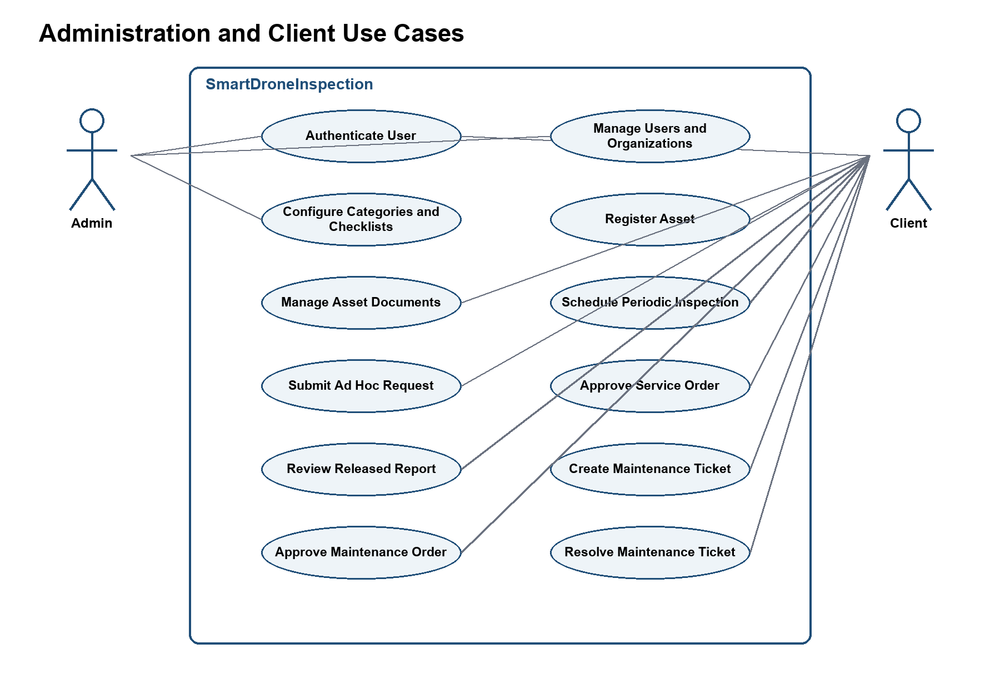 Administration and Client Use Cases
SmartDroneInspection
Authenticate User
Manage Users and
Organizations
Admin
Configure Categories and
Checklists
Register Asset
Client
Manage Asset Documents
Schedule Periodic Inspection
Submit Ad Hoc Request
Approve Service Order
Review Released Report
Create Maintenance Ticket
Approve Maintenance Order
Resolve Maintenance Ticket